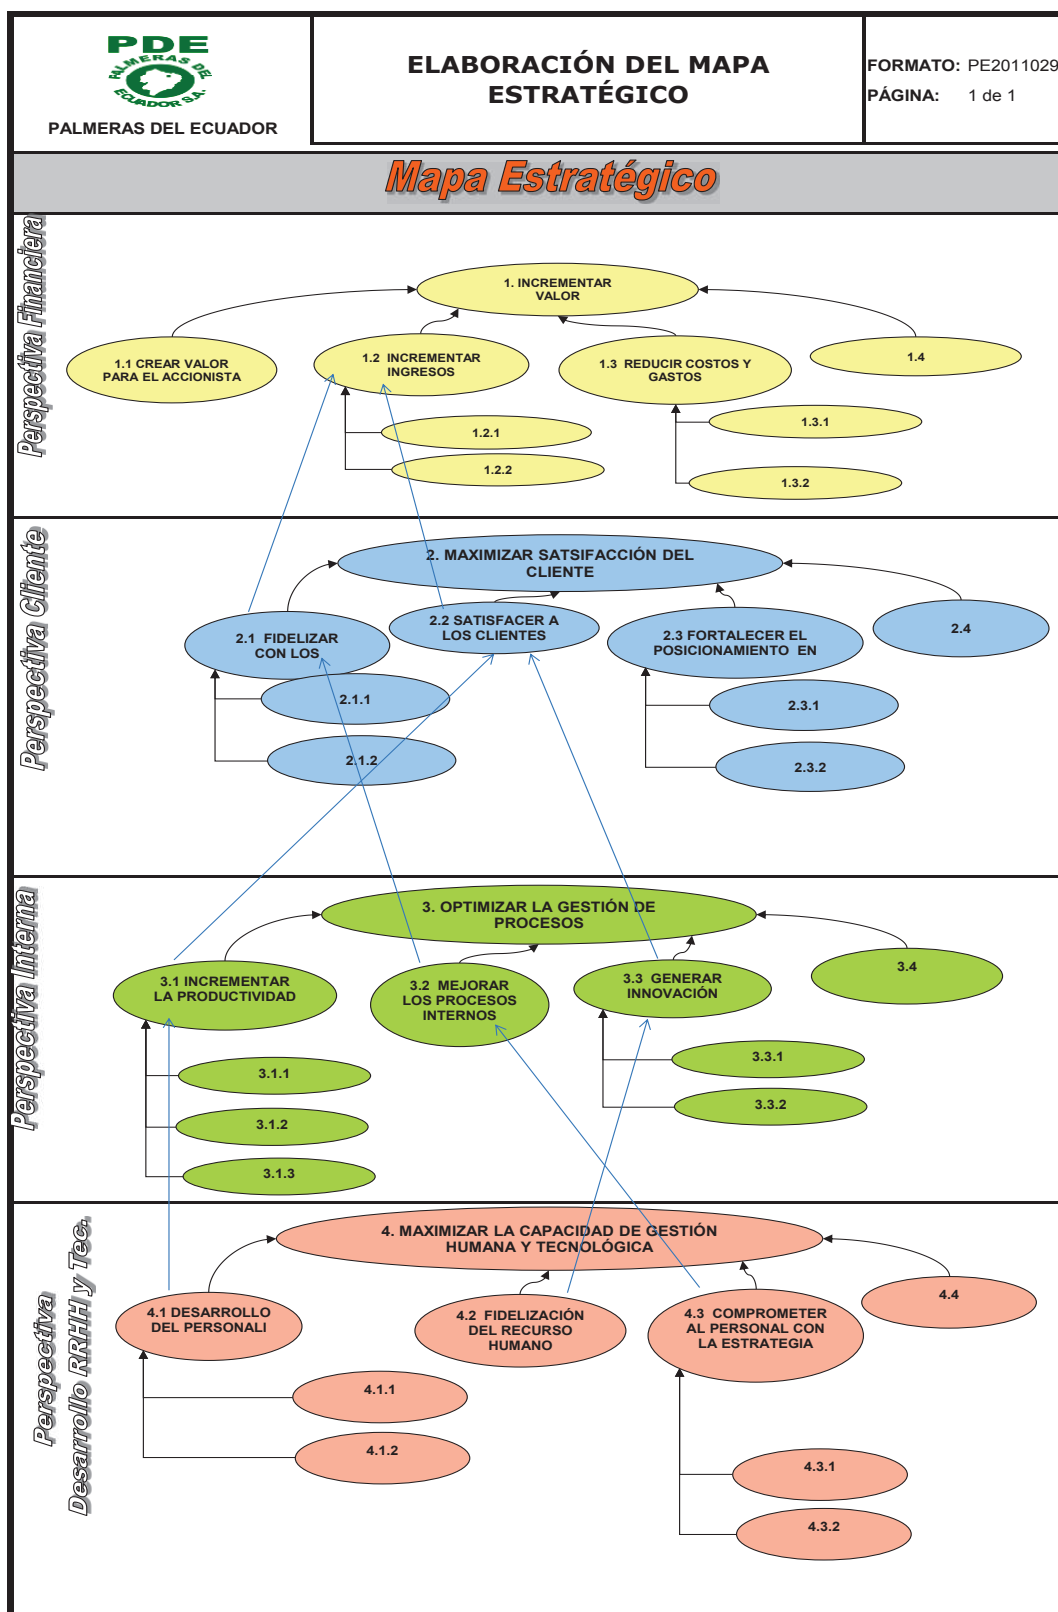 PDE
PALMERAS DEL
ECUADOR S.A.
PALMERAS DEL ECUADOR
ELABORACIÓN DEL MAPA
ESTRATÉGICO
FORMATO: PE2011029
PÁGINA: 1 de 1
Mapa Estratégico
Perspectiva Financiera
1. INCREMENTAR
VALOR
1.1 CREAR VALOR
PARA EL ACCIONISTA
1.2 INCREMENTAR
INGRESOS
1.3 REDUCIR COSTOS Y
GASTOS
1.4
1.2.1
1.2.2
1.3.1
1.3.2
Perspectiva Cliente
2. MAXIMIZAR SATSIFACCIÓN DEL
CLIENTE
2.1 FIDELIZAR
CON LOS
2.2 SATISFACER A
LOS CLIENTES
2.3 FORTALECER EL
POSICIONAMIENTO EN
2.4
2.1.1
2.1.2
2.3.1
2.3.2
Perspectiva Interna
3. OPTIMIZAR LA GESTIÓN DE
PROCESOS
3.1 INCREMENTAR
LA PRODUCTIVIDAD
3.2 MEJORAR
LOS PROCESOS
INTERNOS
3.3 GENERAR
INNOVACIÓN
3.4
3.1.1
3.1.2
3.1.3
3.3.1
3.3.2
Perspectiva
Desarrollo RRHH y Tec.
4. MAXIMIZAR LA CAPACIDAD DE GESTIÓN
HUMANA Y TECNOLÓGICA
4.1 DESARROLLO
DEL PERSONALI
4.2 FIDELIZACIÓN
DEL RECURSO
HUMANO
4.3 COMPROMETER
AL PERSONAL CON
LA ESTRATEGIA
4.4
4.1.1
4.1.2
4.3.1
4.3.2